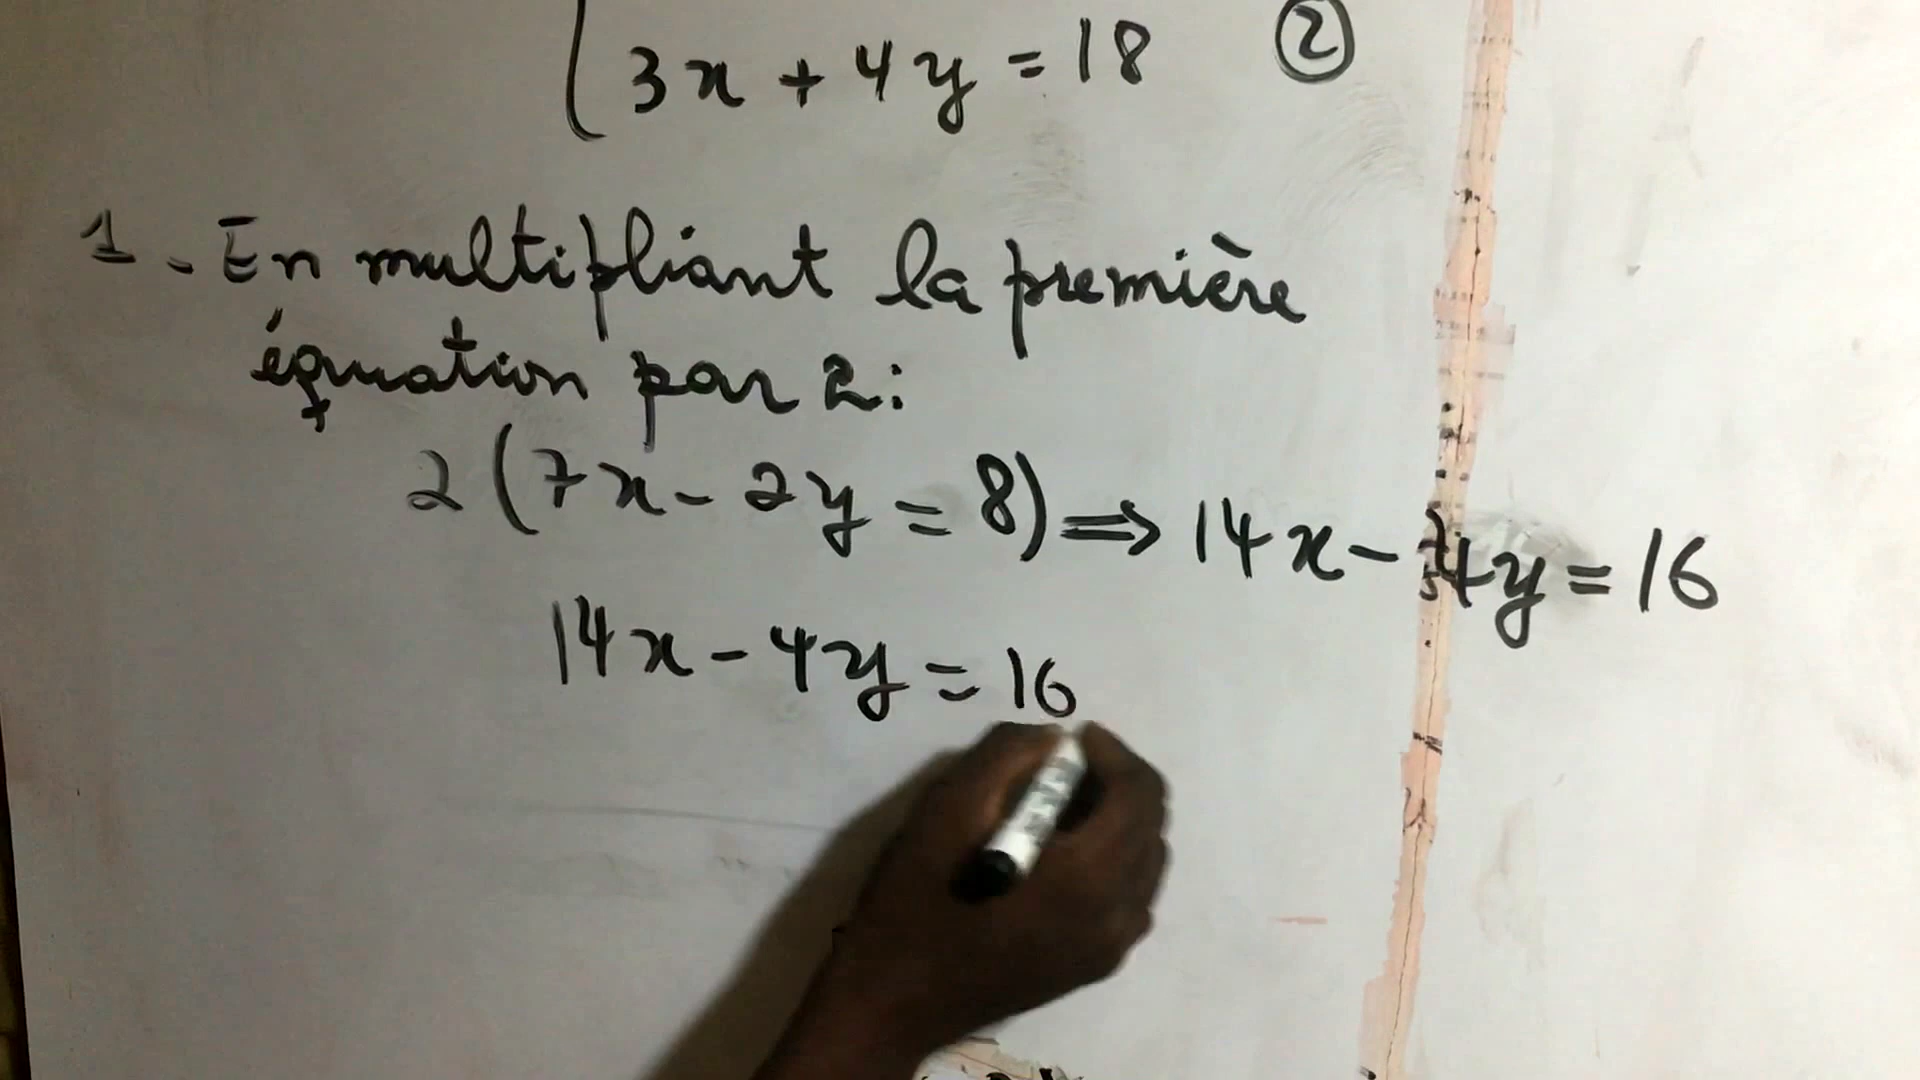 3x + 4y = 18 ②
1 - En multipliant la première
équation par 2:
2 (7x - 2y = 8) ⇒ 14x - 4y = 16
14x - 4y = 16